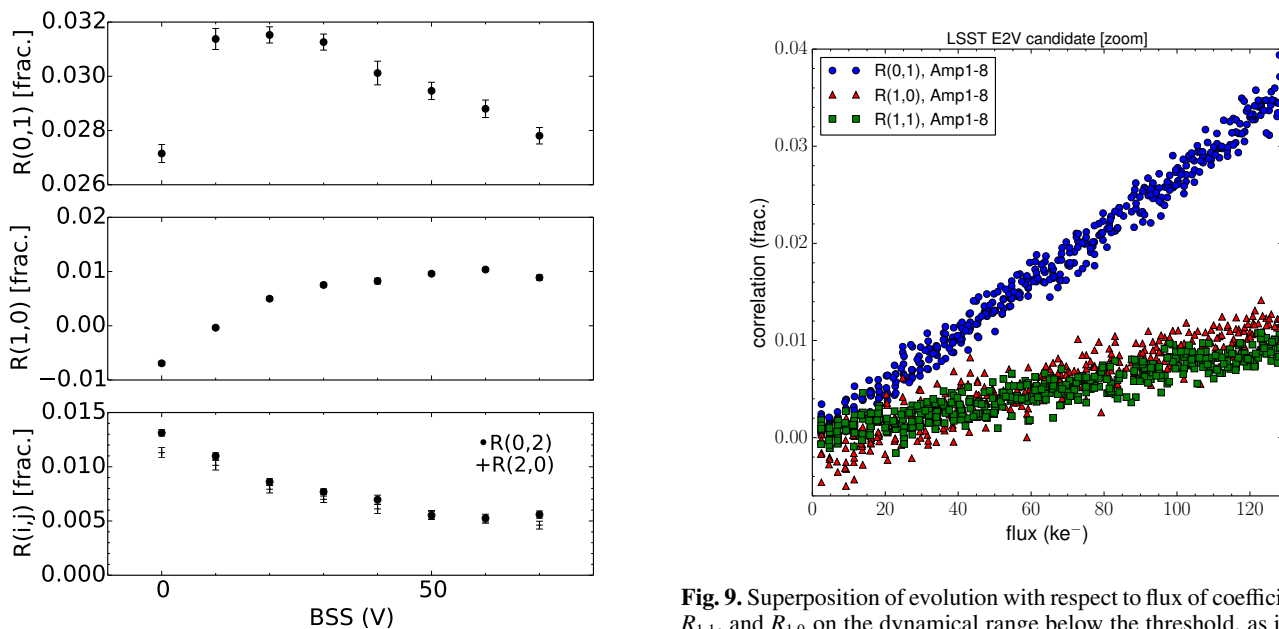 0.032
0.030
0.028
0.026
R(0,1) [frac.]
0.02
0.01
0.00
−0.01
R(1,0) [frac.]
0.015
0.010
0.005
0.000
R(i,j) [frac.]
R(0,2)
+R(2,0)
0 50
BSS (V)
LSST E2V candidate [zoom]
0.04
0.03
0.02
0.01
0.00
correlation (frac.)
R(0,1), Amp1-8
R(1,0), Amp1-8
R(1,1), Amp1-8
0 20 40 60 80 100 120
flux (ke⁻)
Fig. 9. Superposition of evolution with respect to flux of coeffici
and on the dynamical range below the threshold, as i